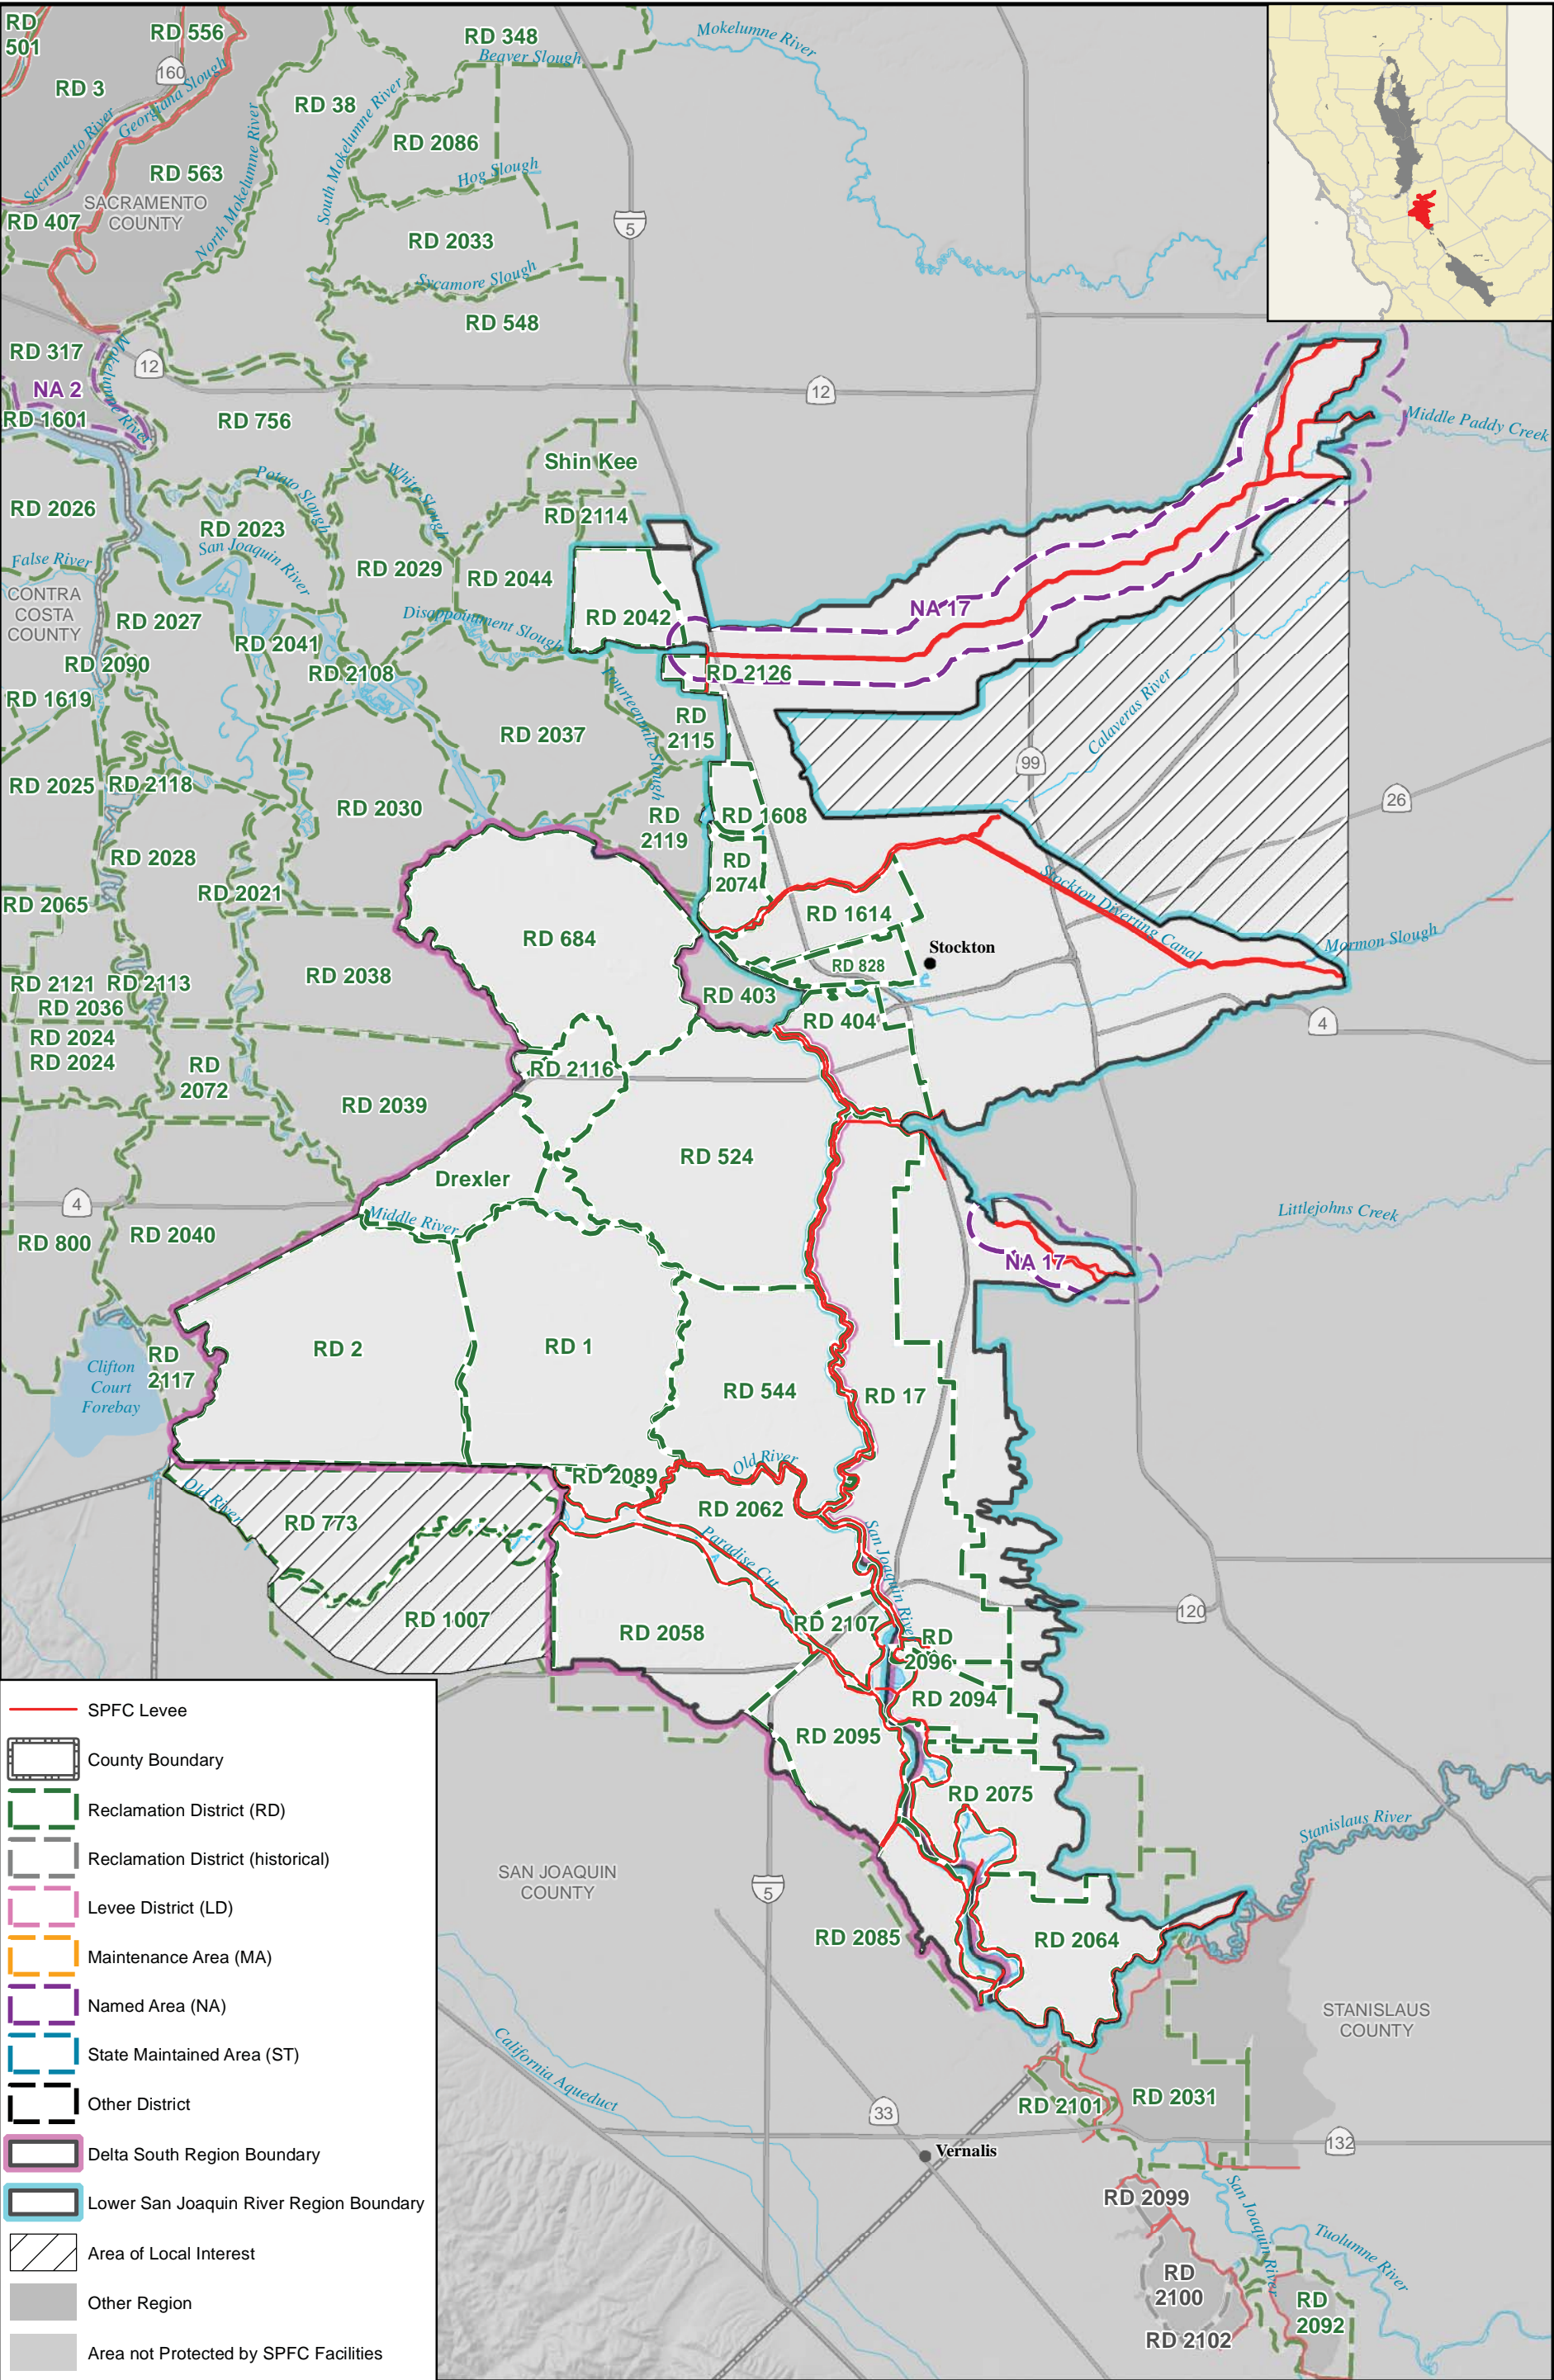 RD
501
RD 556
RD 348
Mokelumne River
Beaver Slough
160
RD 3
Georgiana Slough
RD 38
Sacramento River
North Mokelumne River
South Mokelumne River
RD 2086
RD 563
Hog Slough
SACRAMENTO
COUNTY
RD 407
5
RD 2033
Sycamore Slough
RD 548
RD 317
Mokelumne River
12
12
NA 2
RD 1601
RD 756
Middle Paddy Creek
Shin Kee
Potato Slough
White Slough
RD 2026
RD 2114
RD 2023
False River
San Joaquin River
RD 2029
RD 2044
CONTRA
COSTA
COUNTY
NA 17
RD 2027
Disappointment Slough
RD 2042
RD 2041
RD 2090
RD 2108
RD 2126
RD 1619
Fourteenmile Slough
Calaveras River
RD
2115
RD 2037
99
RD 2025
RD 2118
RD 2030
26
RD
2119
RD 1608
RD 2028
RD
2074
Stockton Diverting Canal
RD 2021
RD 2065
RD 1614
RD 684
Mormon Slough
Stockton
RD 828
RD 2038
RD 2121
RD 2113
RD 403
RD 2036
RD 404
4
RD 2024
RD 2024
RD
2072
RD 2116
RD 2039
RD 524
Drexler
4
Middle River
Littlejohns Creek
RD 800
RD 2040
NA 17
RD 2
RD 1
RD
2117
Clifton
Court
Forebay
RD 544
RD 17
Old River
RD 2089
Old River
RD 2062
RD 773
San Joaquin River
Paradise Cut
RD 1007
120
RD 2107
RD 2058
RD
2096
RD 2094
RD 2095
RD 2075
Stanislaus River
SAN JOAQUIN
COUNTY
5
RD 2085
RD 2064
STANISLAUS
COUNTY
California Aqueduct
RD 2031
RD 2101
33
132
Vernalis
RD 2099
San Joaquin River
Tuolumne River
RD
2100
RD
2092
RD 2102
SPFC Levee
County Boundary
Reclamation District (RD)
Reclamation District (historical)
Levee District (LD)
Maintenance Area (MA)
Named Area (NA)
State Maintained Area (ST)
Other District
Delta South Region Boundary
Lower San Joaquin River Region Boundary
Area of Local Interest
Other Region
Area not Protected by SPFC Facilities